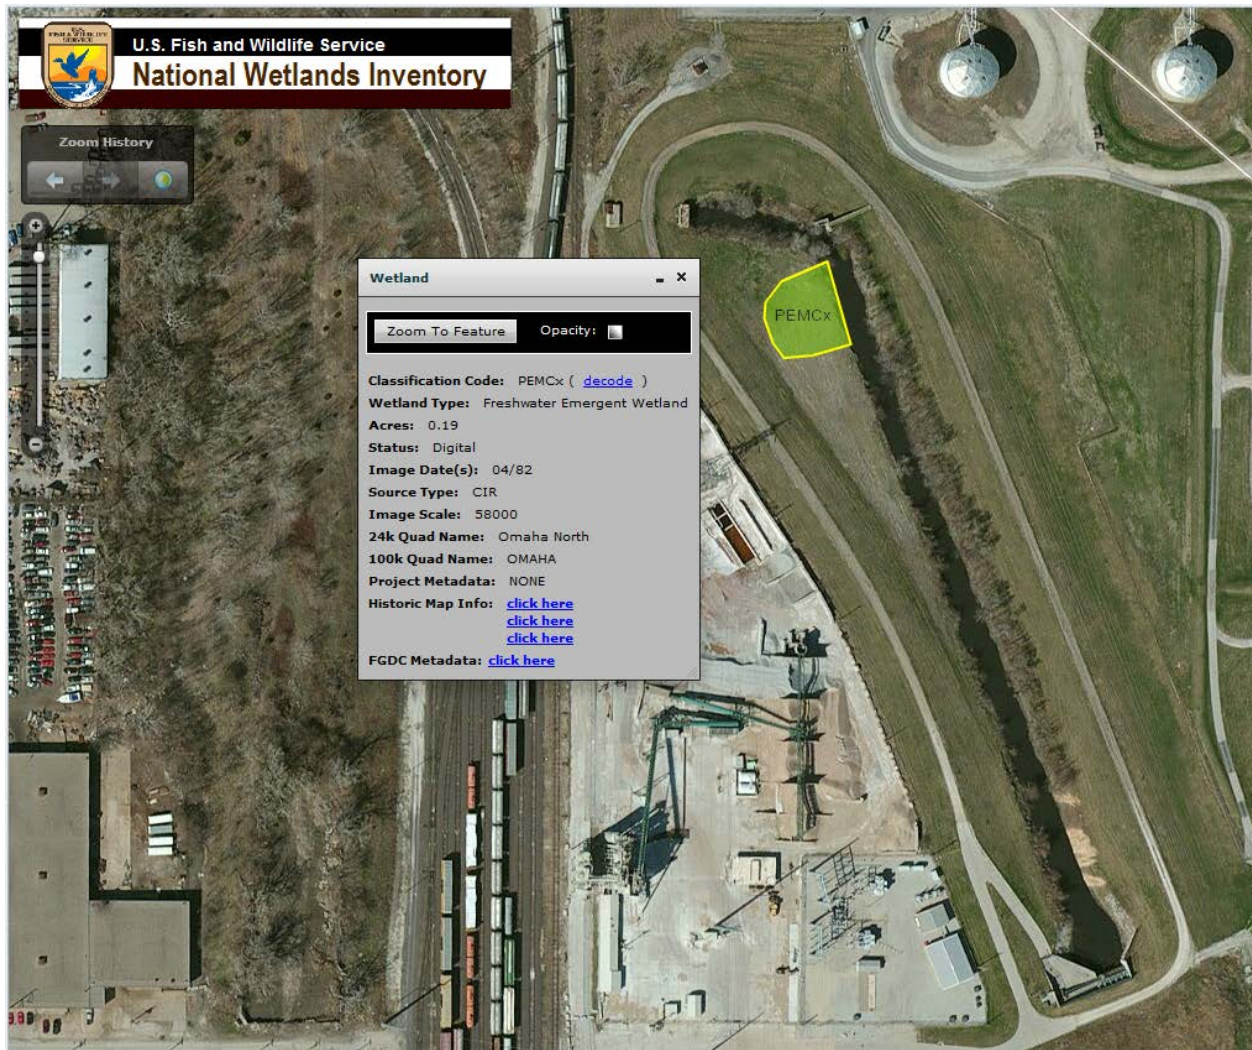 U.S.
FISH & WILDLIFE
SERVICE
U.S. Fish and Wildlife Service
National Wetlands Inventory
Zoom History
Wetland
Zoom To Feature Opacity:
PEMCx
Classification Code: PEMCx ( decode )
Wetland Type: Freshwater Emergent Wetland
Acres: 0.19
Status: Digital
Image Date(s): 04/82
Source Type: CIR
Image Scale: 58000
24k Quad Name: Omaha North
100k Quad Name: OMAHA
Project Metadata: NONE
Historic Map Info: click here
click here
click here
FGDC Metadata: click here